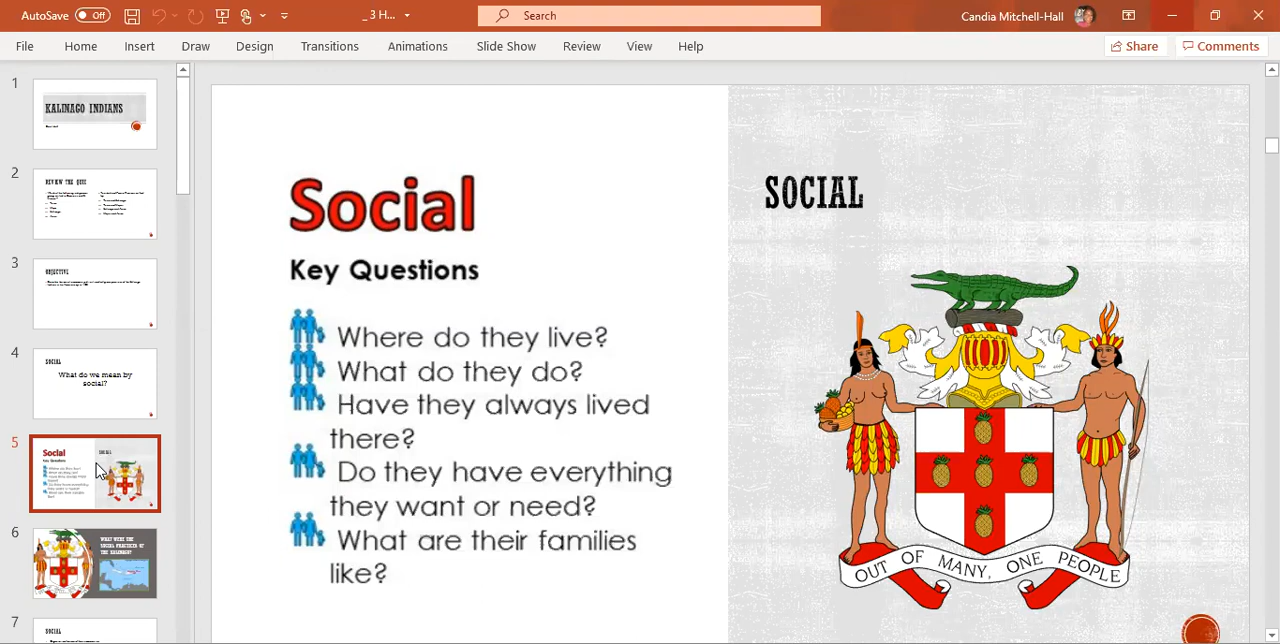 AutoSave
Off
_ 3 H...
Search
Candia Mitchell-Hall
File
Home
Insert
Draw
Design
Transitions
Animations
Slide Show
Review
View
Help
Share
Comments
1
KALINAGO INDIANS
2
REVIEW THE QUIZ
3
OBJECTIVE
4
SOCIAL
What do we mean by
social?
5
Social
Key Questions
SOCIAL
6
WHAT WERE THE
SOCIAL PRACTICES OF
THE KALINAGO?
7
SOCIAL
Social
Key Questions
Where do they live?
What do they do?
Have they always lived
there?
Do they have everything
they want or need?
What are their families
like?
SOCIAL
OUT OF MANY, ONE PEOPLE